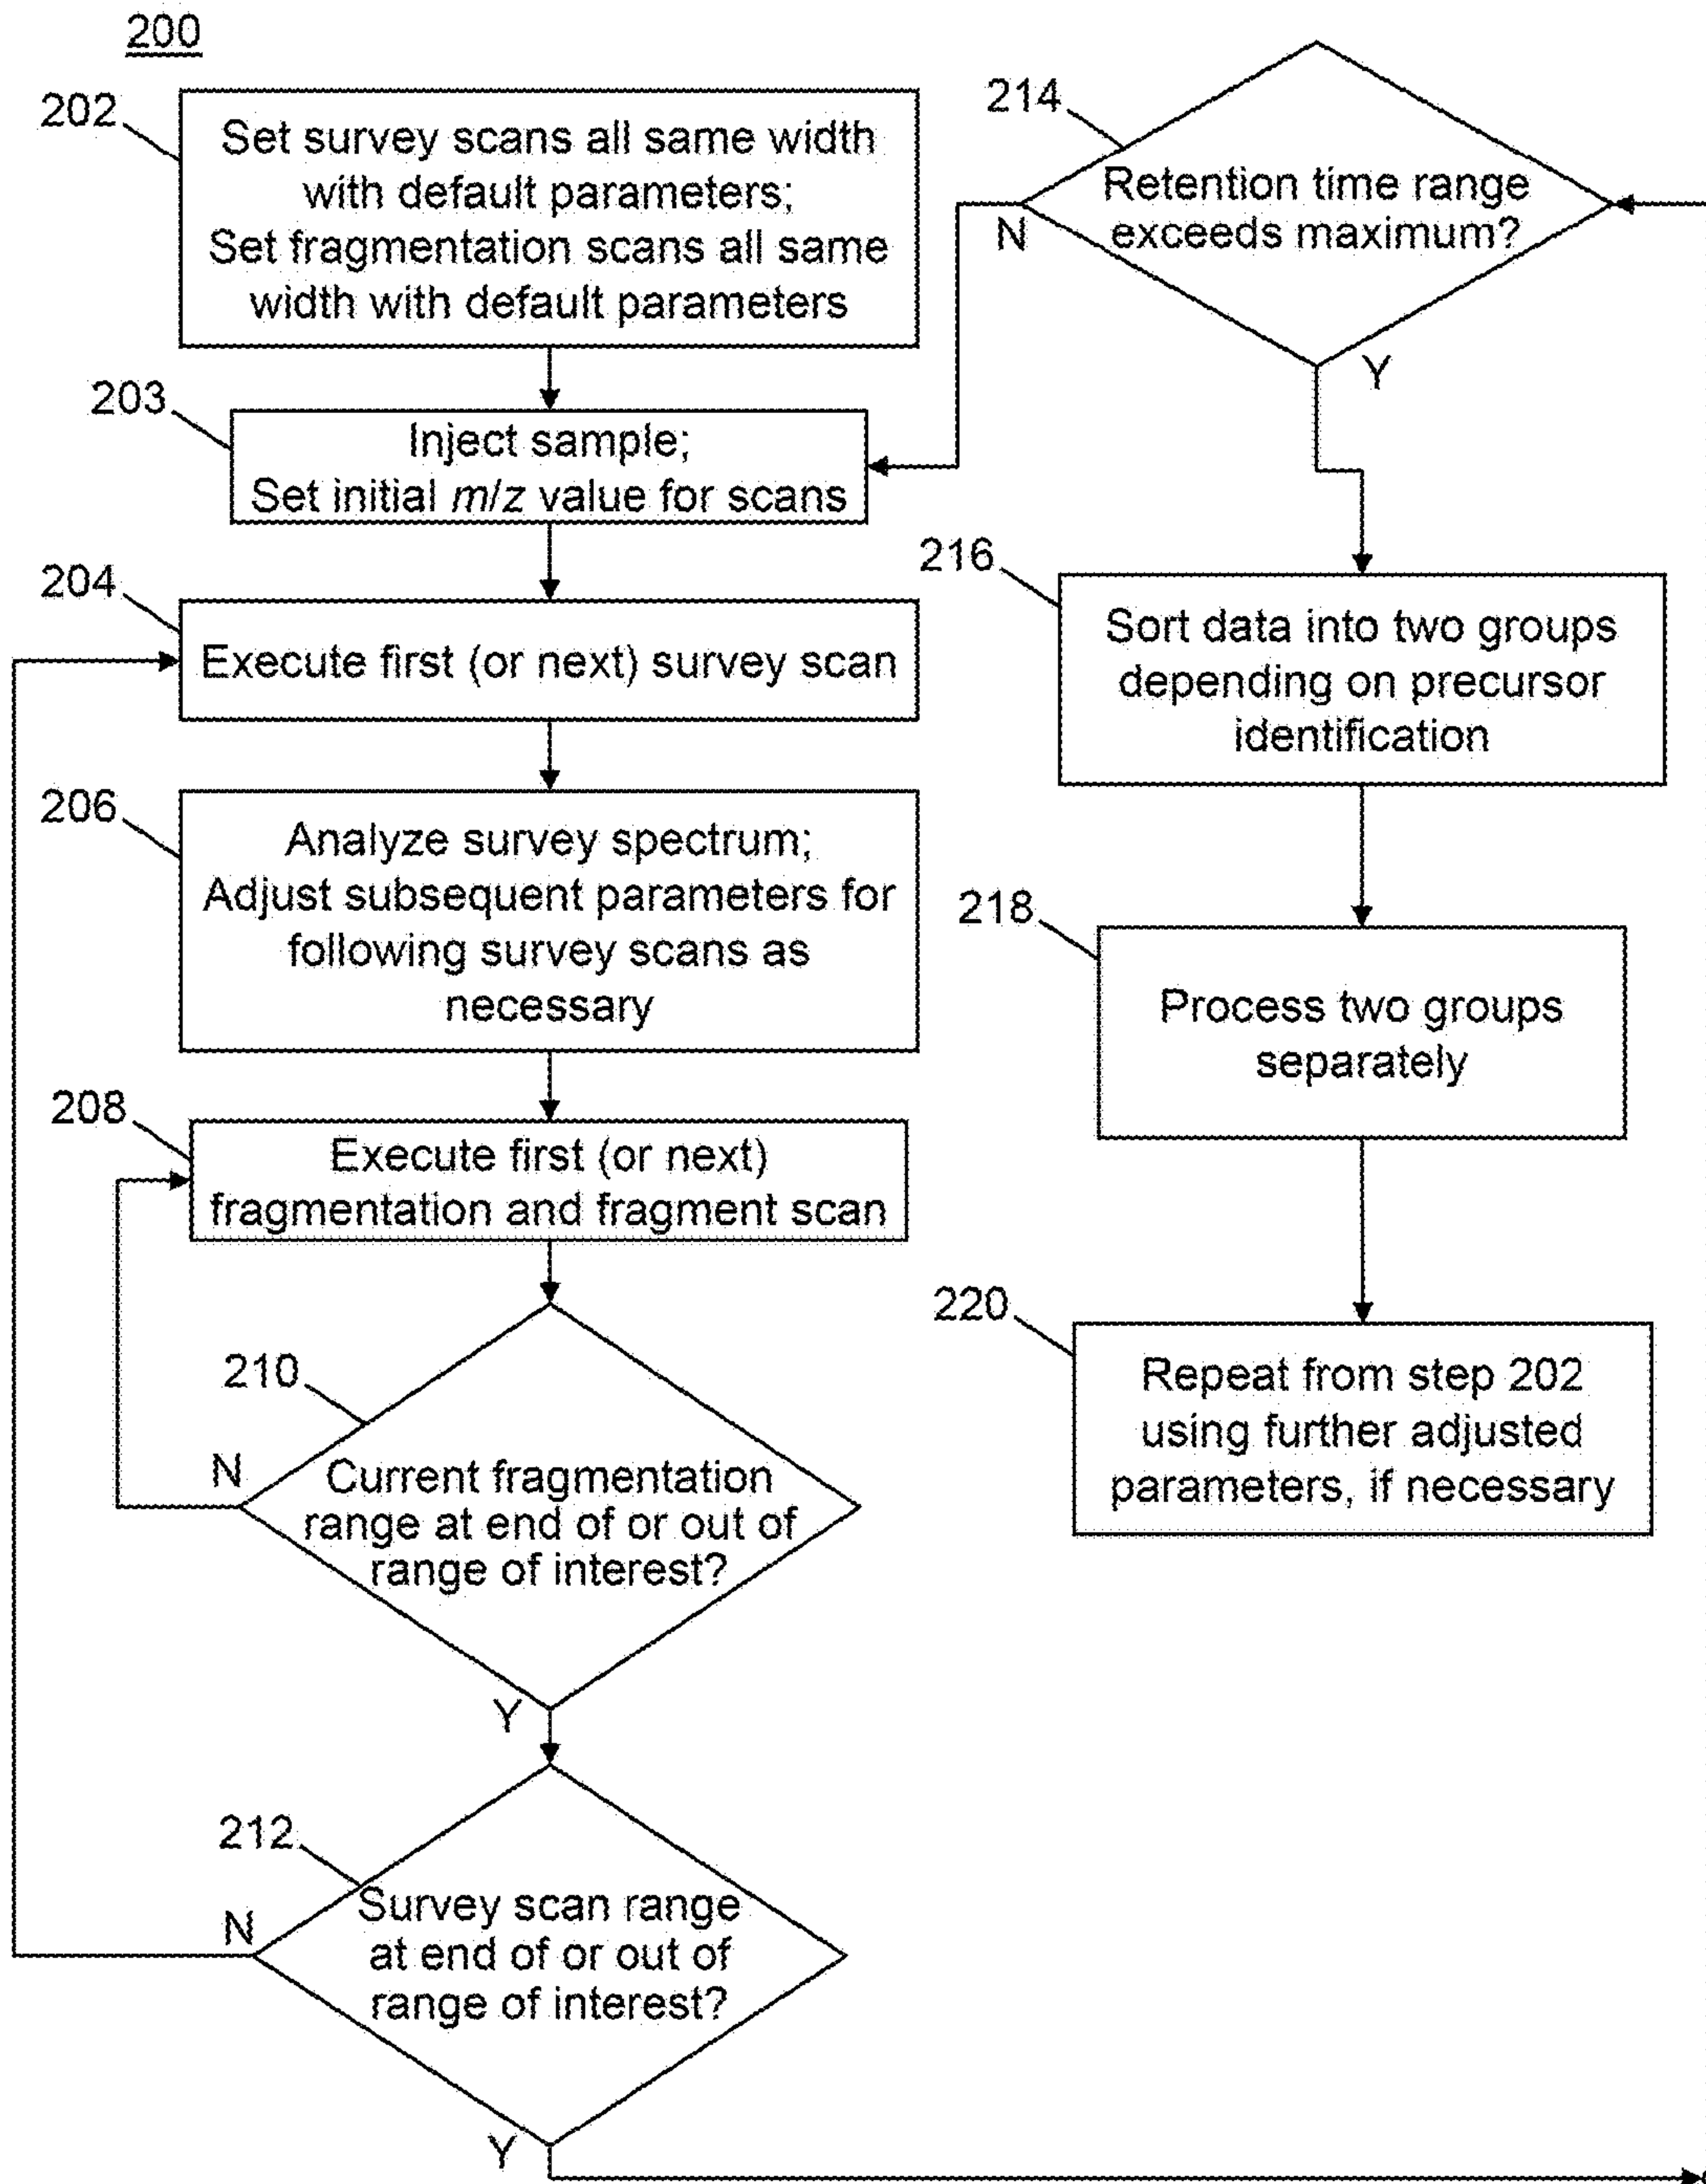 200
202
Set survey scans all same width
with default parameters;
Set fragmentation scans all same
width with default parameters
203
Inject sample;
Set initial m/z value for scans
204
Execute first (or next) survey scan
206
Analyze survey spectrum;
Adjust subsequent parameters for
following survey scans as
necessary
208
Execute first (or next)
fragmentation and fragment scan
210
Current fragmentation
range at end of or out of
range of interest?
N
Y
212
Survey scan range
at end of or out of
range of interest?
N
Y
214
Retention time range
exceeds maximum?
N
Y
216
Sort data into two groups
depending on precursor
identification
218
Process two groups
separately
220
Repeat from step 202
using further adjusted
parameters, if necessary